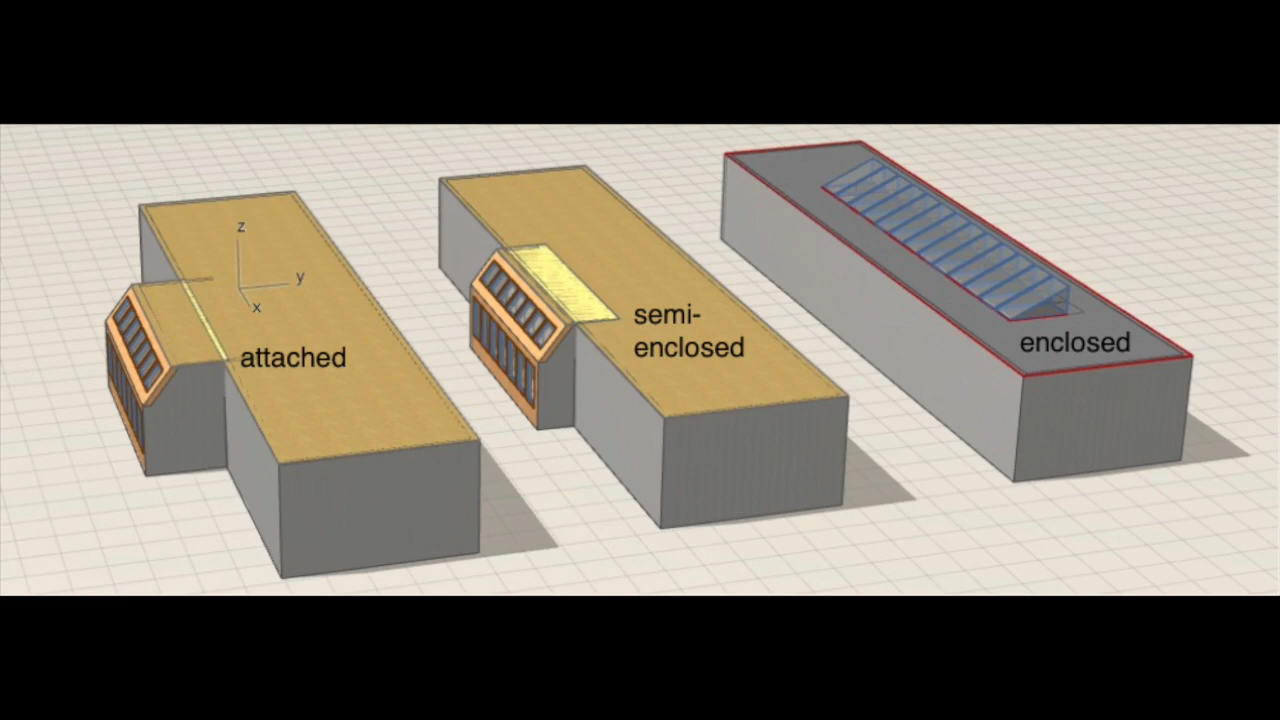 z
y
x
attached
semi-
enclosed
enclosed